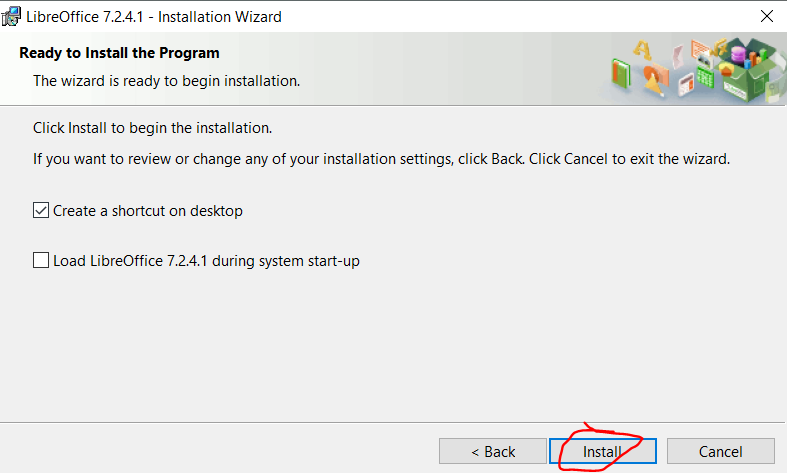 LibreOffice 7.2.4.1 - Installation Wizard
Ready to Install the Program
The wizard is ready to begin installation.
Click Install to begin the installation.
If you want to review or change any of your installation settings, click Back. Click Cancel to exit the wizard.
Create a shortcut on desktop
Load LibreOffice 7.2.4.1 during system start-up
< Back Install Cancel